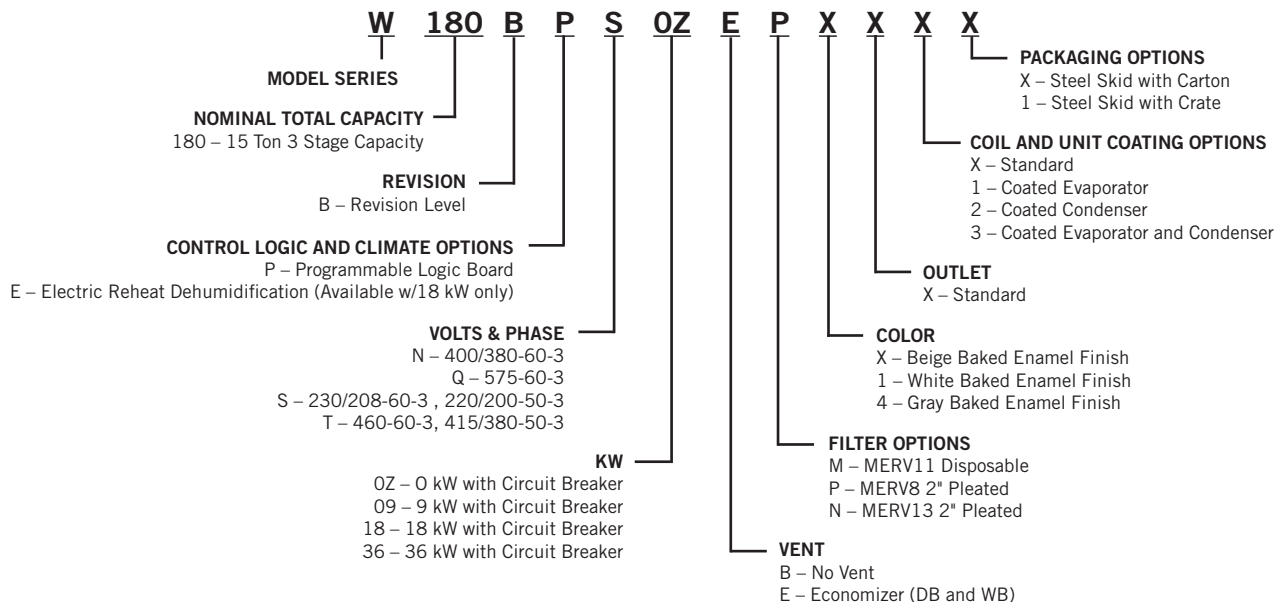 W 180 B P S 0Z E P X X X X
MODEL SERIES
NOMINAL TOTAL CAPACITY
180 – 15 Ton 3 Stage Capacity
REVISION
B – Revision Level
CONTROL LOGIC AND CLIMATE OPTIONS
P – Programmable Logic Board
E – Electric Reheat Dehumidification (Available w/18 kW only)
VOLTS & PHASE
N – 400/380-60-3
Q – 575-60-3
S – 230/208-60-3 , 220/200-50-3
T – 460-60-3, 415/380-50-3
KW
0Z – 0 kW with Circuit Breaker
09 – 9 kW with Circuit Breaker
18 – 18 kW with Circuit Breaker
36 – 36 kW with Circuit Breaker
PACKAGING OPTIONS
X – Steel Skid with Carton
1 – Steel Skid with Crate
COIL AND UNIT COATING OPTIONS
X – Standard
1 – Coated Evaporator
2 – Coated Condenser
3 – Coated Evaporator and Condenser
OUTLET
X – Standard
COLOR
X – Beige Baked Enamel Finish
1 – White Baked Enamel Finish
4 – Gray Baked Enamel Finish
FILTER OPTIONS
M – MERV11 Disposable
P – MERV8 2" Pleated
N – MERV13 2" Pleated
VENT
B – No Vent
E – Economizer (DB and WB)